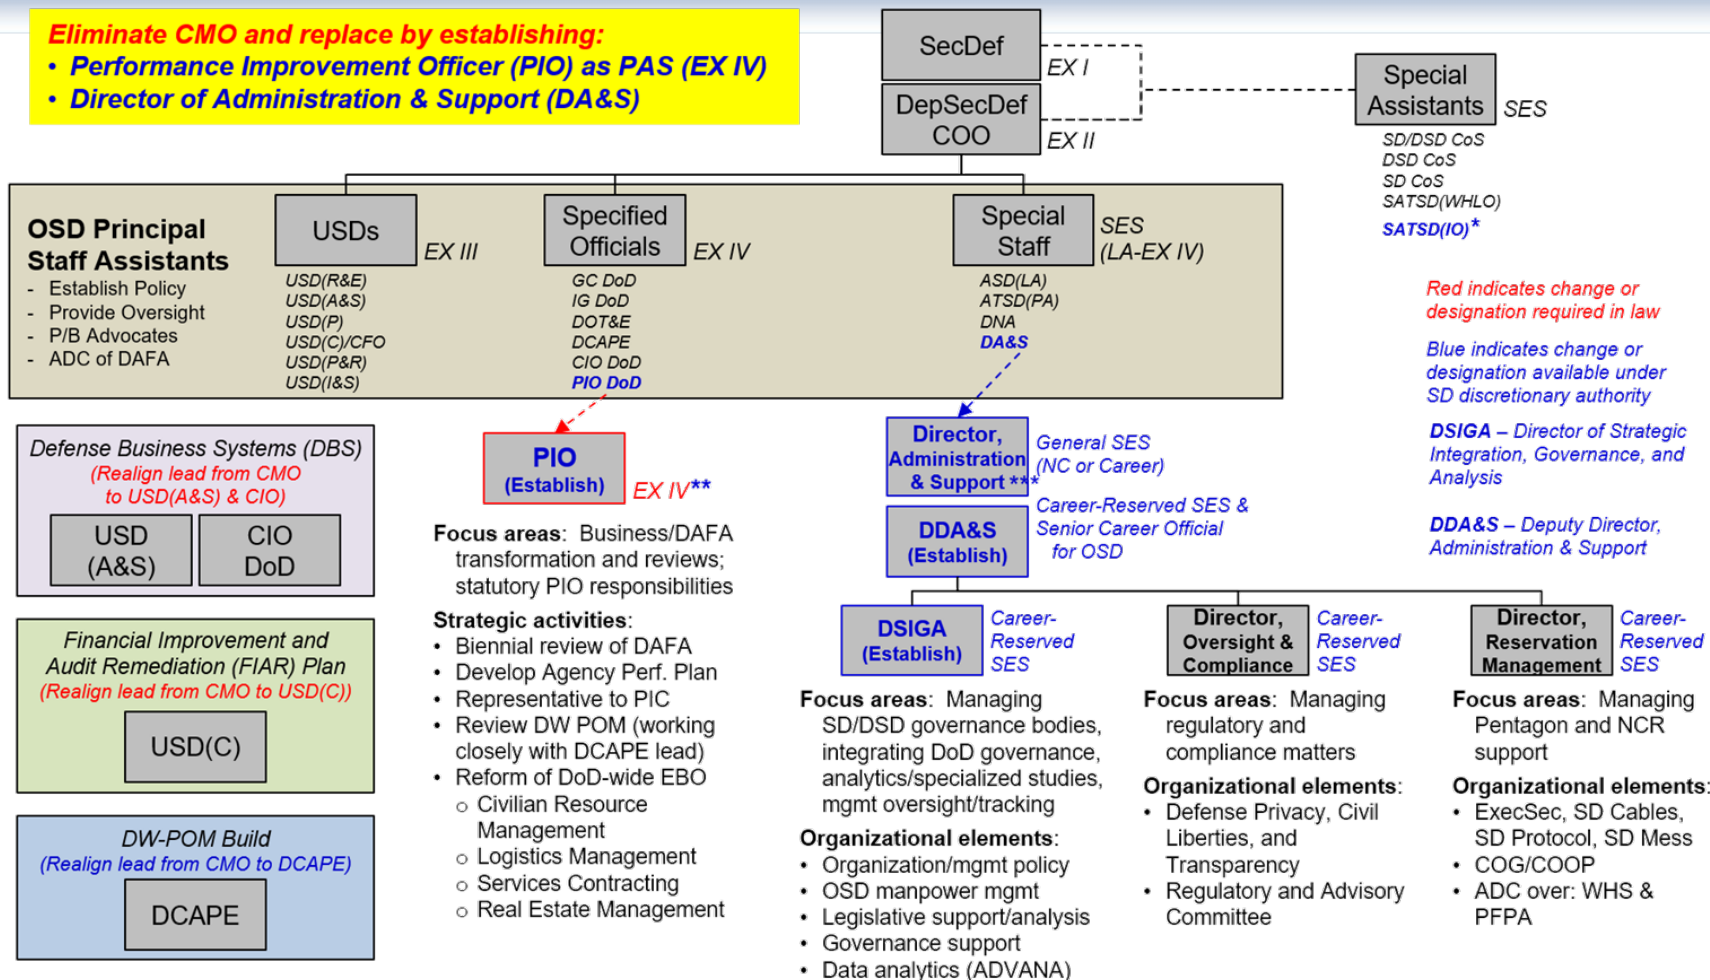 Eliminate CMO and replace by establishing:
• Performance Improvement Officer (PIO) as PAS (EX IV)
• Director of Administration & Support (DA&S)
SecDef
EX I
DepSecDef
COO
EX II
Special
Assistants
SES
SD/DSD CoS
DSD CoS
SD CoS
SATSD(WHLO)
SATSD(IO)*
OSD Principal
Staff Assistants
- Establish Policy
- Provide Oversight
- P/B Advocates
- ADC of DAFA
USDs
EX III
USD(R&E)
USD(A&S)
USD(P)
USD(C)/CFO
USD(P&R)
USD(I&S)
Specified
Officials
EX IV
GC DoD
IG DoD
DOT&E
DCAPE
CIO DoD
PIO DoD
Special
Staff
SES
(LA-EX IV)
ASD(LA)
ATSD(PA)
DNA
DA&S
Red indicates change or
designation required in law
Blue indicates change or
designation available under
SD discretionary authority
DSIGA – Director of Strategic
Integration, Governance, and
Analysis
DDA&S – Deputy Director,
Administration & Support
Defense Business Systems (DBS)
(Realign lead from CMO
to USD(A&S) & CIO)
USD
(A&S)
CIO
DoD
Financial Improvement and
Audit Remediation (FIAR) Plan
(Realign lead from CMO to USD(C))
USD(C)
DW-POM Build
(Realign lead from CMO to DCAPE)
DCAPE
PIO
(Establish)
EX IV**
Focus areas: Business/DAFA
transformation and reviews;
statutory PIO responsibilities
Strategic activities:
• Biennial review of DAFA
• Develop Agency Perf. Plan
• Representative to PIC
• Review DW POM (working
closely with DCAPE lead)
• Reform of DoD-wide EBO
o Civilian Resource
Management
o Logistics Management
o Services Contracting
o Real Estate Management
Director,
Administration
& Support ***
General SES
(NC or Career)
DDA&S
(Establish)
Career-Reserved SES &
Senior Career Official
for OSD
DSIGA
(Establish)
Career-
Reserved
SES
Focus areas: Managing
SD/DSD governance bodies,
integrating DoD governance,
analytics/specialized studies,
mgmt oversight/tracking
Organizational elements:
• Organization/mgmt policy
• OSD manpower mgmt
• Legislative support/analysis
• Governance support
• Data analytics (ADVANA)
Director,
Oversight &
Compliance
Career-
Reserved
SES
Focus areas: Managing
regulatory and
compliance matters
Organizational elements:
• Defense Privacy, Civil
Liberties, and
Transparency
• Regulatory and Advisory
Committee
Director,
Reservation
Management
Career-
Reserved
SES
Focus areas: Managing
Pentagon and NCR
support
Organizational elements:
• ExecSec, SD Cables,
SD Protocol, SD Mess
• COG/COOP
• ADC over: WHS &
PFPA